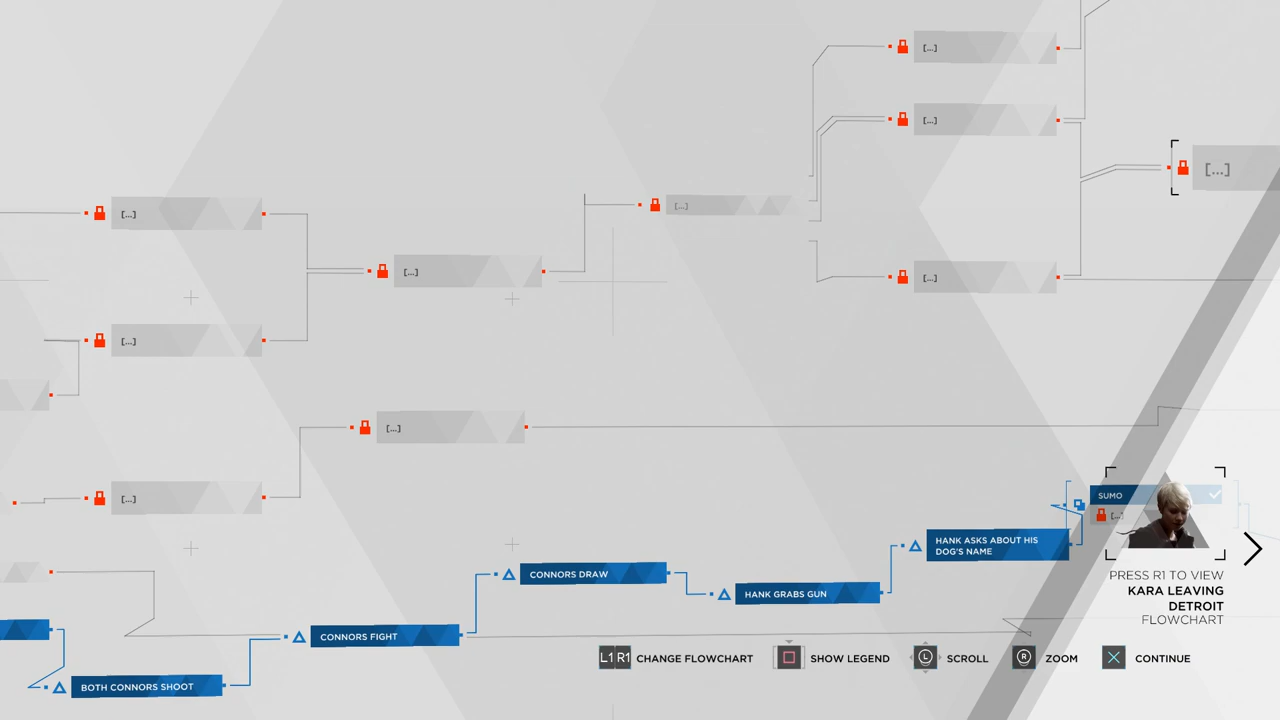 [...]
[...]
[...]
[...]
[...]
[...]
[...]
[...]
[...]
[...]
[...]
SUMO
[...]
HANK ASKS ABOUT HIS
DOG'S NAME
CONNORS DRAW
HANK GRABS GUN
CONNORS FIGHT
BOTH CONNORS SHOOT
PRESS R1 TO VIEW
KARA LEAVING
DETROIT
FLOWCHART
L1 R1 CHANGE FLOWCHART
SHOW LEGEND
L SCROLL
R ZOOM
CONTINUE